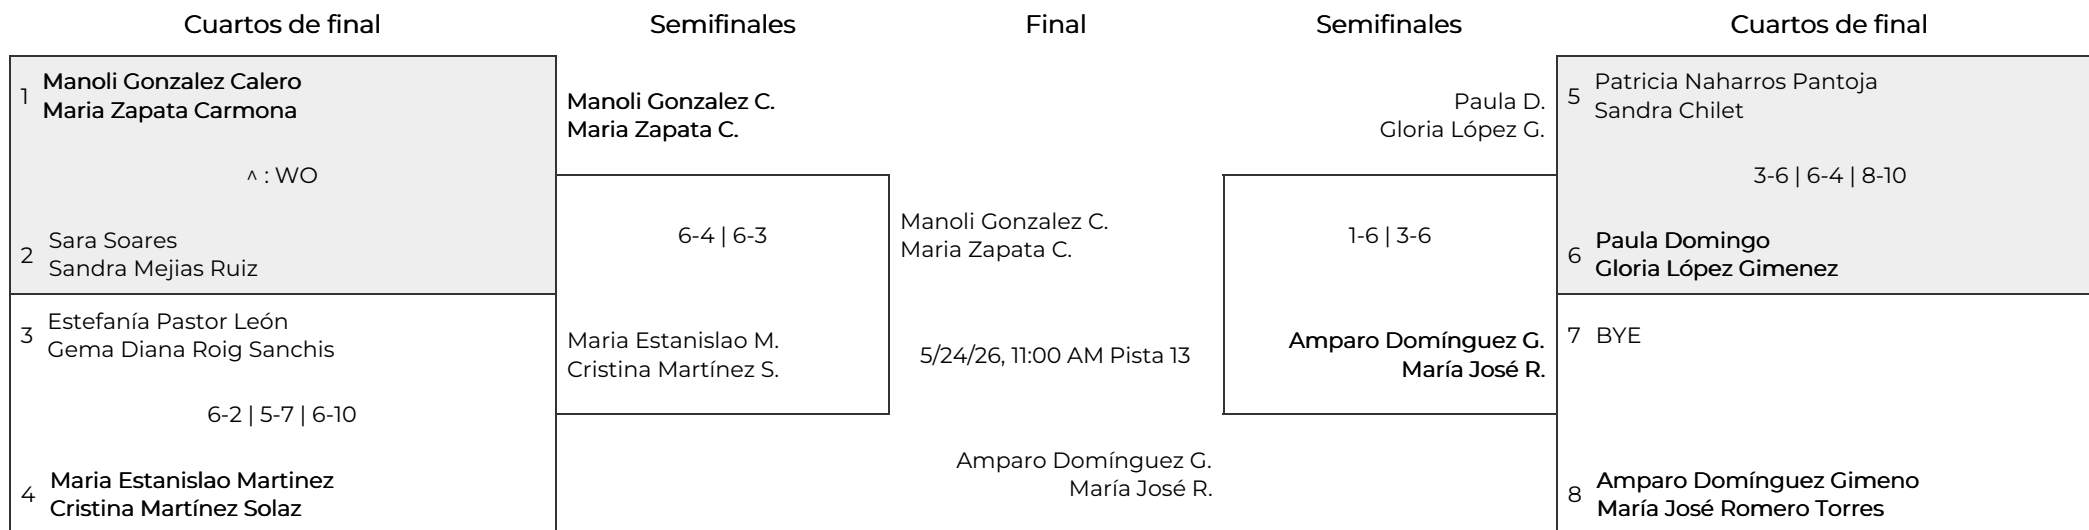 Cuartos de final
Semifinales
Final
Semifinales
Cuartos de final
1
Manoli Gonzalez Calero
Maria Zapata Carmona
^ : WO
2
Sara Soares
Sandra Mejias Ruiz
3
Estefanía Pastor León
Gema Diana Roig Sanchis
6-2 | 5-7 | 6-10
4
Maria Estanislao Martinez
Cristina Martínez Solaz
Manoli Gonzalez C.
Maria Zapata C.
6-4 | 6-3
Maria Estanislao M.
Cristina Martínez S.
Manoli Gonzalez C.
Maria Zapata C.
5/24/26, 11:00 AM Pista 13
Amparo Domínguez G.
María José R.
Paula D.
Gloria López G.
1-6 | 3-6
Amparo Domínguez G.
María José R.
5
Patricia Naharros Pantoja
Sandra Chilet
3-6 | 6-4 | 8-10
6
Paula Domingo
Gloria López Gimenez
7
BYE
8
Amparo Domínguez Gimeno
María José Romero Torres